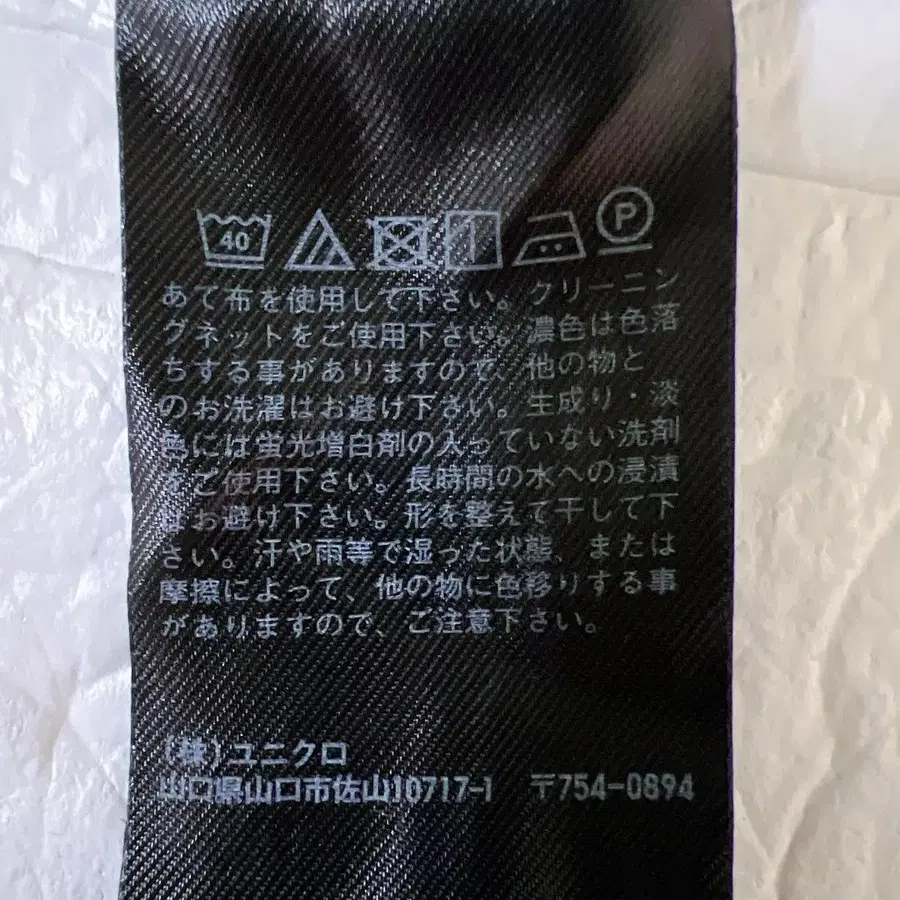 40 P
あて布を使用して下さい。クリーニン
グネットをご使用下さい。濃色は色落
ちする事がありますので、他の物と
のお洗濯はお避け下さい。生成り・淡
色には蛍光増白剤の入っていない洗剤
をご使用下さい。長時間の水への浸漬
はお避け下さい。形を整えて干して下
さい。汗や雨等で湿った状態、または
摩擦によって、他の物に色移りする事
がありますので、ご注意下さい。
(株)ユニクロ
山口県山口市佐山10717-1 〒754-0894